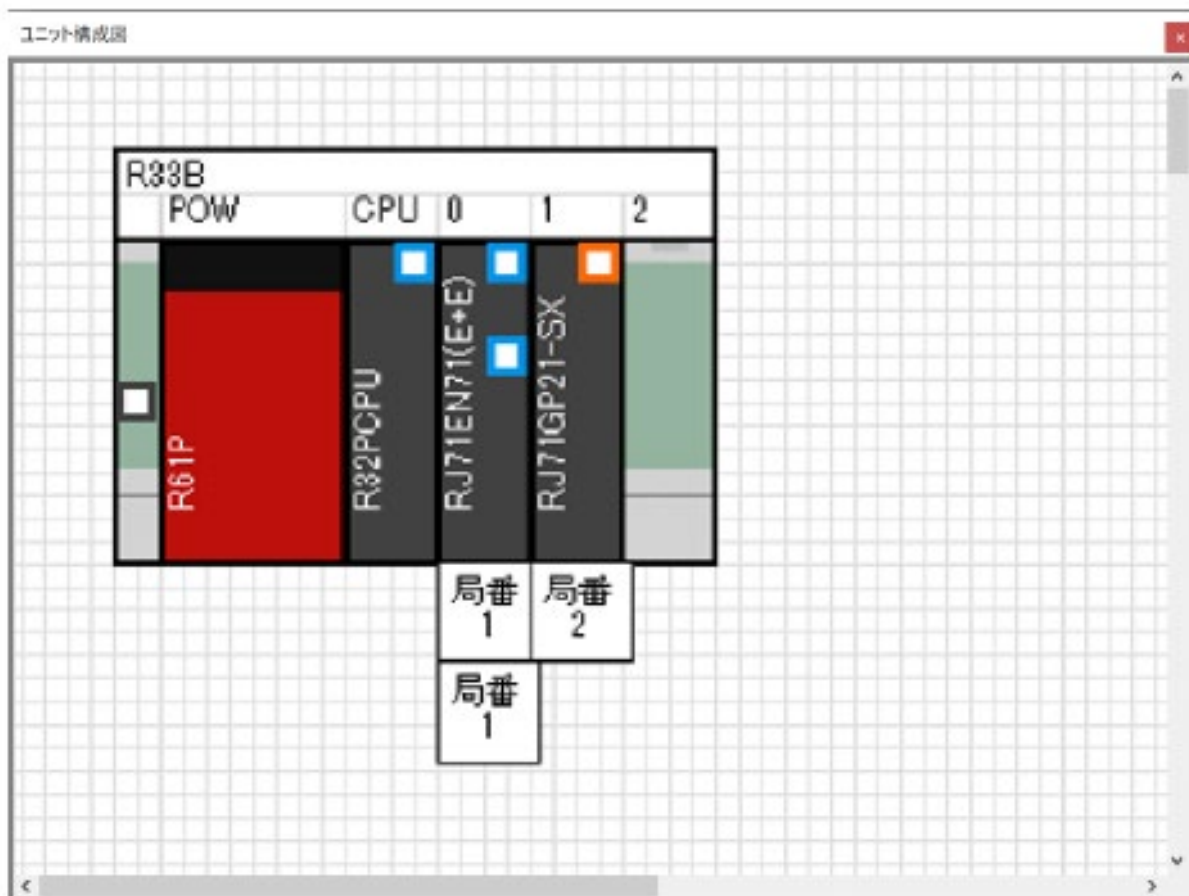 ユニット構成図
R33B
POW CPU 0 1 2
R61P
R32PCPU
RJ71EN71(E+E)
RJ71GP21-SX
局番 局番
1 2
局番
1